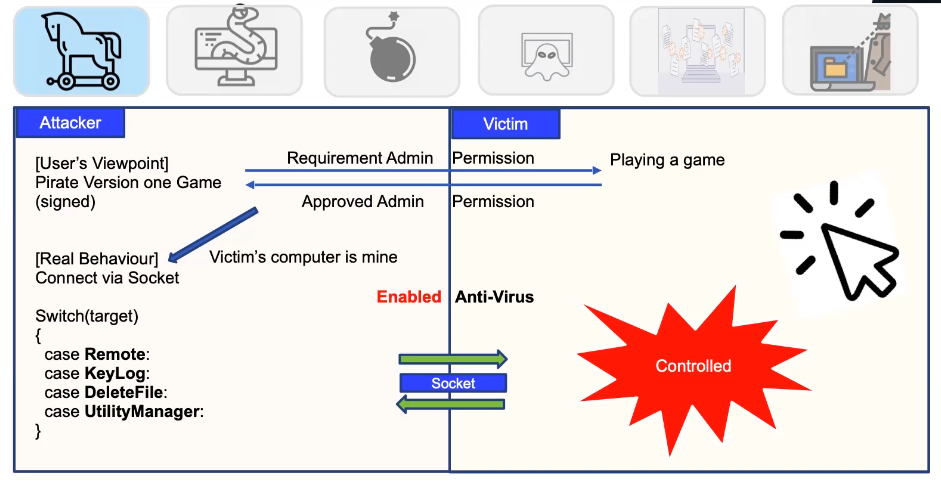 Attacker
Victim
[User's Viewpoint]
Pirate Version one Game
(signed)
Requirement Admin Permission
Playing a game
Approved Admin Permission
[Real Behaviour]
Connect via Socket
Victim's computer is mine
Enabled Anti-Virus
Switch(target)
{
case Remote:
case KeyLog:
case DeleteFile:
case UtilityManager:
}
Socket
Controlled